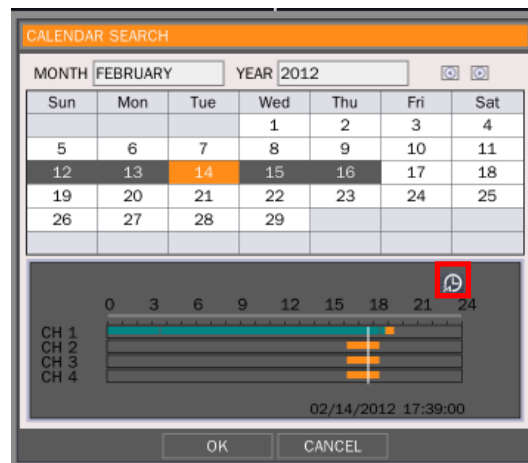 CALENDAR SEARCH
MONTH FEBRUARY YEAR 2012
Sun Mon Tue Wed Thu Fri Sat
1 2 3 4
5 6 7 8 9 10 11
12 13 14 15 16 17 18
19 20 21 22 23 24 25
26 27 28 29
0 3 6 9 12 15 18 21 24
CH 1
CH 2
CH 3
CH 4
02/14/2012 17:39:00
OK CANCEL